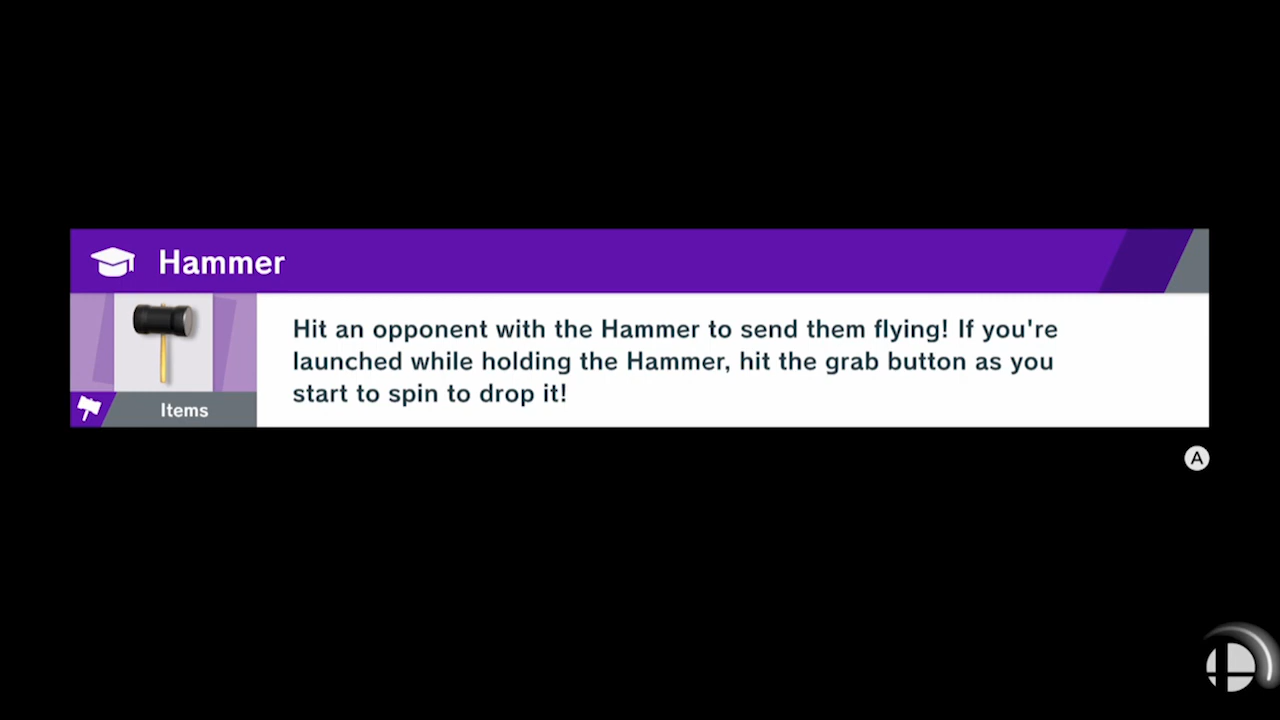 Hammer
Hit an opponent with the Hammer to send them flying! If you're
launched while holding the Hammer, hit the grab button as you
start to spin to drop it!
Items
A